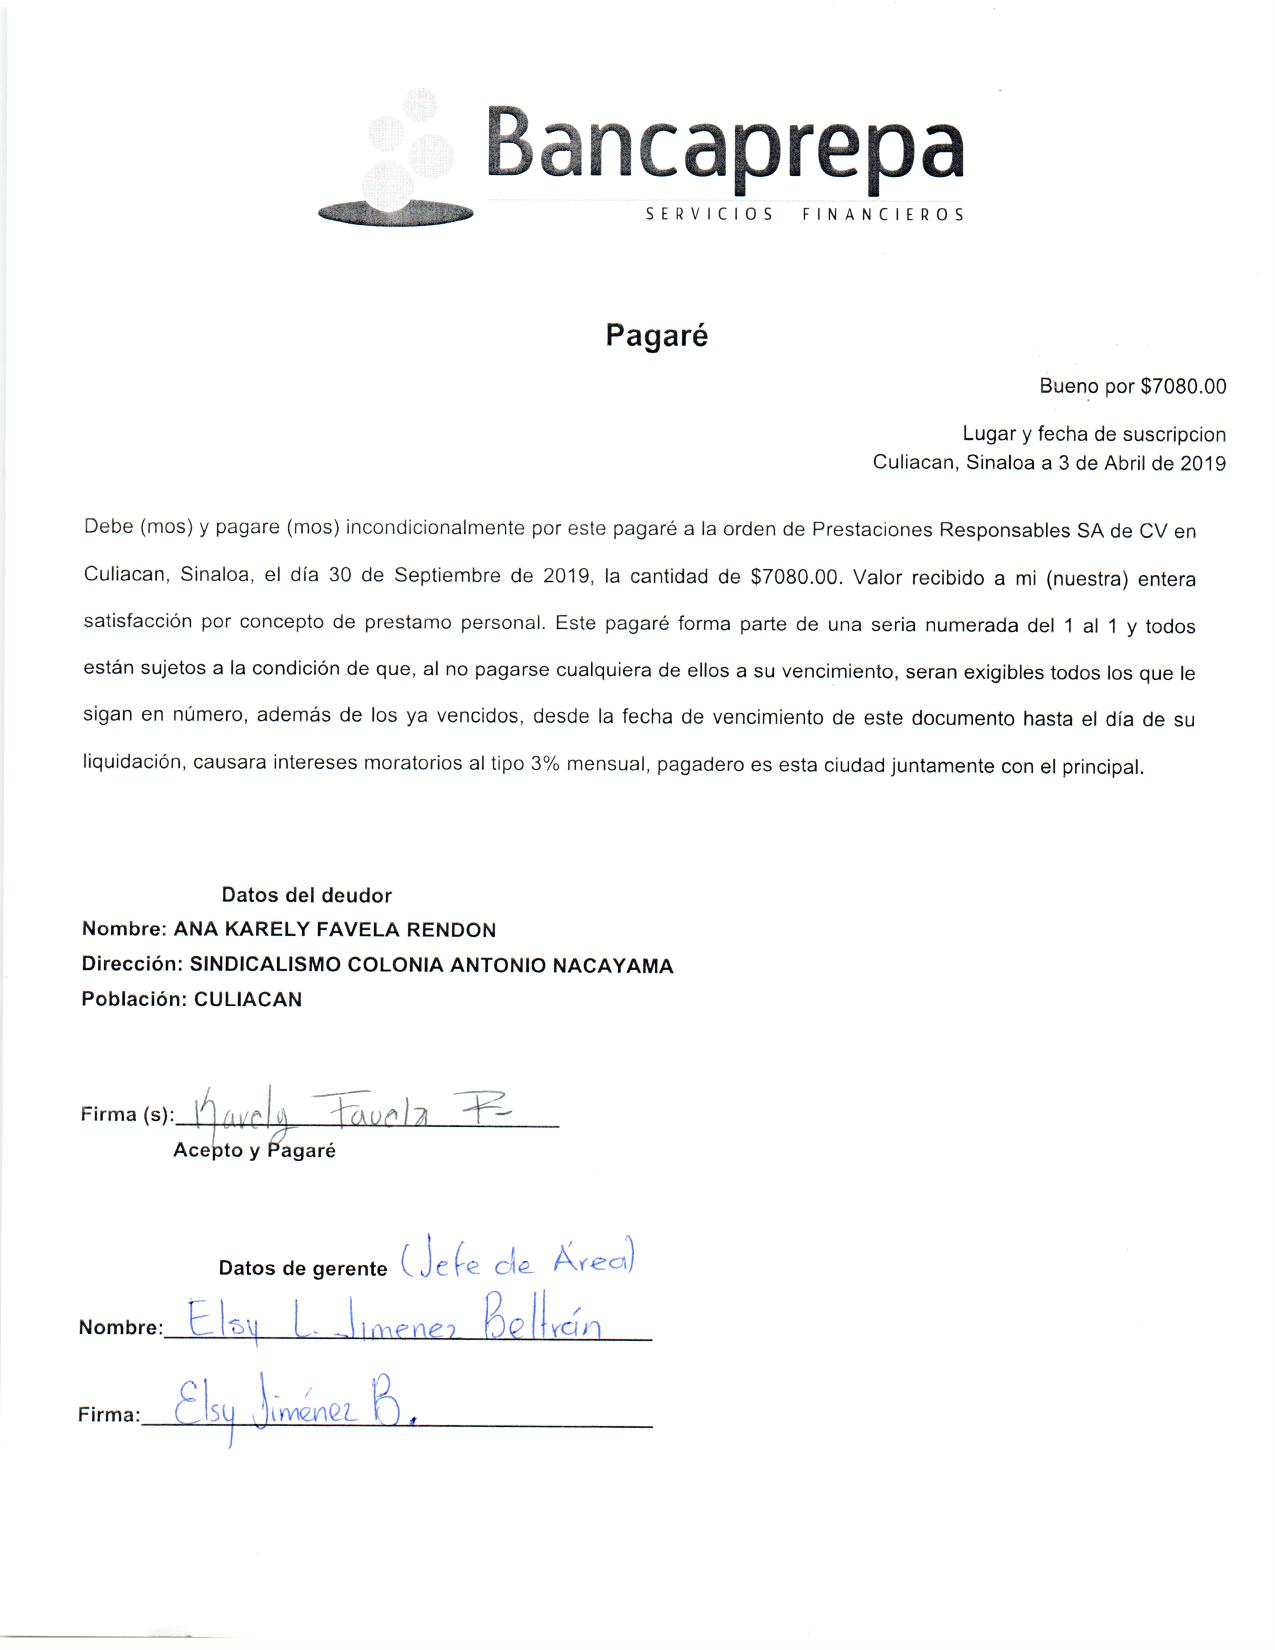 Bancaprepa
SERVICIOS FINANCIEROS
Pagaré
Bueno por $7080.00
Lugar y fecha de suscripcion
Culiacan, Sinaloa a 3 de Abril de 2019
Debe (mos) y pagare (mos) incondicionalmente por este pagaré a la orden de Prestaciones Responsables SA de CV en
Culiacan, Sinaloa, el día 30 de Septiembre de 2019, la cantidad de $7080.00. Valor recibido a mi (nuestra) entera
satisfacción por concepto de prestamo personal. Este pagaré forma parte de una seria numerada del 1 al 1 y todos
están sujetos a la condición de que, al no pagarse cualquiera de ellos a su vencimiento, seran exigibles todos los que le
sigan en número, además de los ya vencidos, desde la fecha de vencimiento de este documento hasta el día de su
liquidación, causara intereses moratorios al tipo 3% mensual, pagadero es esta ciudad juntamente con el principal.
Datos del deudor
Nombre: ANA KARELY FAVELA RENDON
Dirección: SINDICALISMO COLONIA ANTONIO NACAYAMA
Población: CULIACAN
Firma (s): Karely Favela R
Acepto y Pagaré
Datos de gerente (Jefe de Área)
Nombre: Elsy L. Jimenez Beltrán
Firma: Elsy Jiménez B.